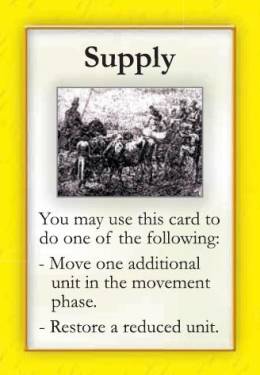 Supply
You may use this card to
do one of the following:
- Move one additional
unit in the movement
phase.
- Restore a reduced unit.